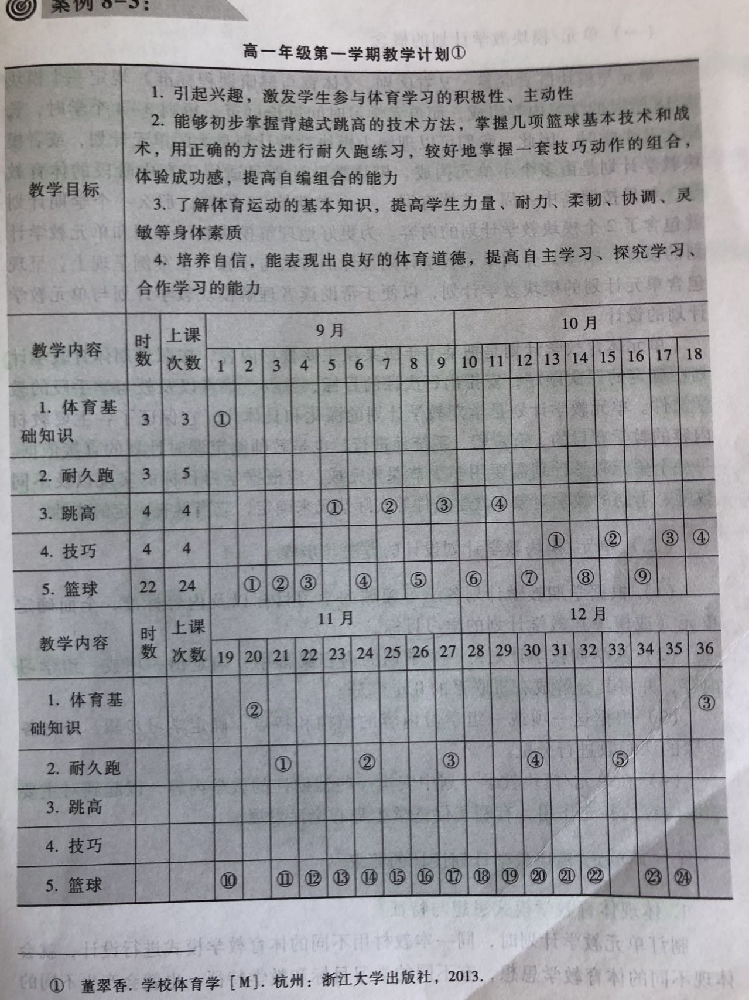 案例 8-3：
高一年级第一学期教学计划①
教学目标
1. 引起兴趣，激发学生参与体育学习的积极性、主动性
2. 能够初步掌握背越式跳高的技术方法，掌握几项篮球基本技术和战
术，用正确的方法进行耐久跑练习，较好地掌握一套技巧动作的组合，
体验成功感，提高自编组合的能力
3. 了解体育运动的基本知识，提高学生力量、耐力、柔韧、协调、灵
敏等身体素质
4. 培养自信，能表现出良好的体育道德，提高自主学习、探究学习、
合作学习的能力
教学内容 时数 上课次数 9 月 10 月
1 2 3 4 5 6 7 8 9 10 11 12 13 14 15 16 17 18
1. 体育基
础知识 3 3 ①
2. 耐久跑 3 5
3. 跳高 4 4 ① ② ③ ④
4. 技巧 4 4 ① ② ③ ④
5. 篮球 22 24 ① ② ③ ④ ⑤ ⑥ ⑦ ⑧ ⑨
教学内容 时数 上课次数 11 月 12 月
19 20 21 22 23 24 25 26 27 28 29 30 31 32 33 34 35 36
1. 体育基
础知识 ② ③
2. 耐久跑 ① ② ③ ④ ⑤
3. 跳高
4. 技巧
5. 篮球 ⑩ ⑪ ⑫ ⑬ ⑭ ⑮ ⑯ ⑰ ⑱ ⑲ ⑳ ㉑ ㉒ ㉓ ㉔
① 董翠香. 学校体育学［M］. 杭州：浙江大学出版社，2013.